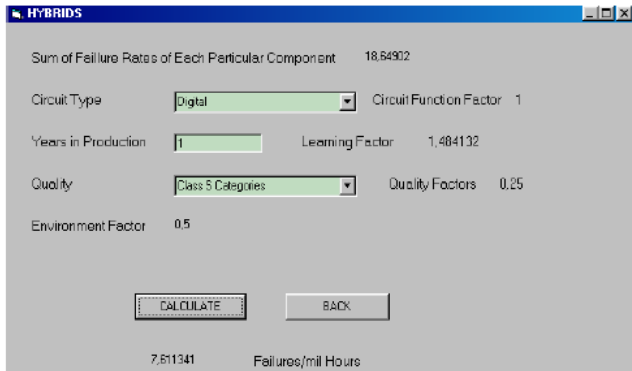 HYBRIDS
Sum of Faillure Rates of Each Particular Component 18,64902
Circuit Type Digital Circuit Function Factor 1
Years in Production 1 Learning Factor 1,484132
Quality Class S Categories Quality Factors 0,25
Environment Factor 0,5
CALCULATE BACK
7,611341 Failures/mil Hours